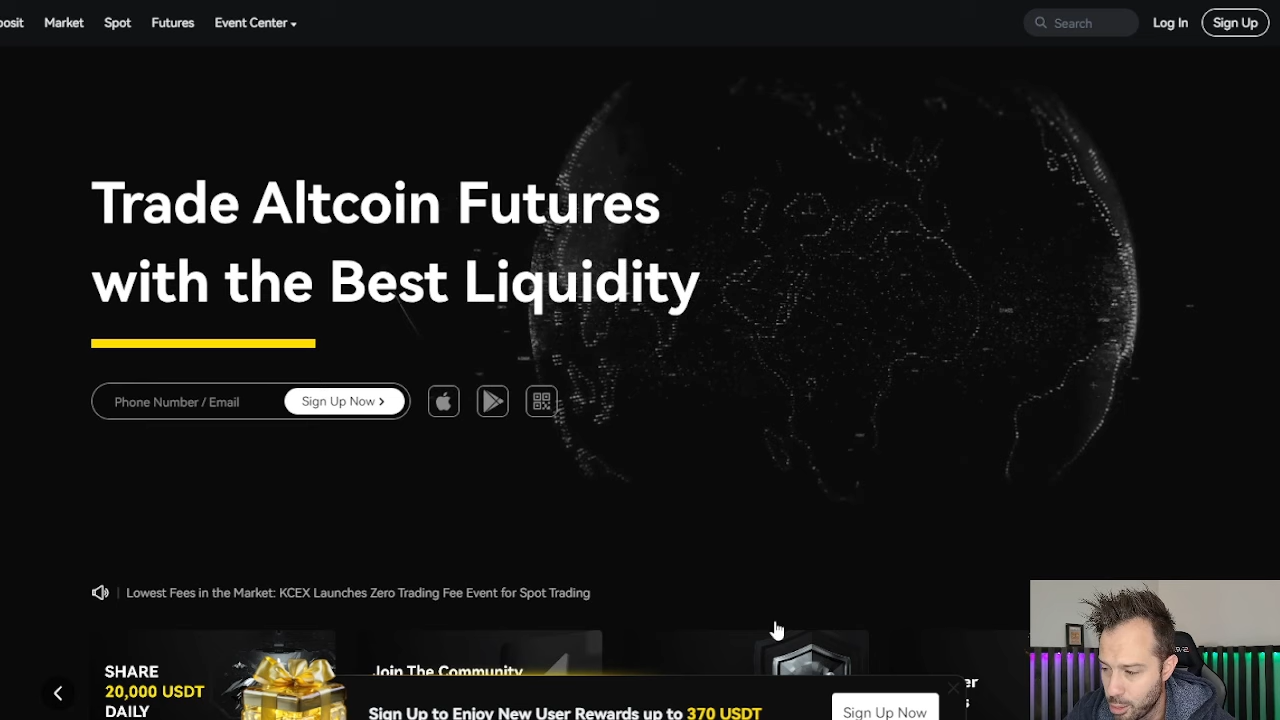 osit Market Spot Futures Event Center
Search Log In Sign Up
Trade Altcoin Futures
with the Best Liquidity
Phone Number / Email Sign Up Now
Lowest Fees in the Market: KCEX Launches Zero Trading Fee Event for Spot Trading
SHARE
20,000 USDT
DAILY
Join The Community
Sign Up to Enjoy New User Rewards up to 370 USDT
Sign Up Now